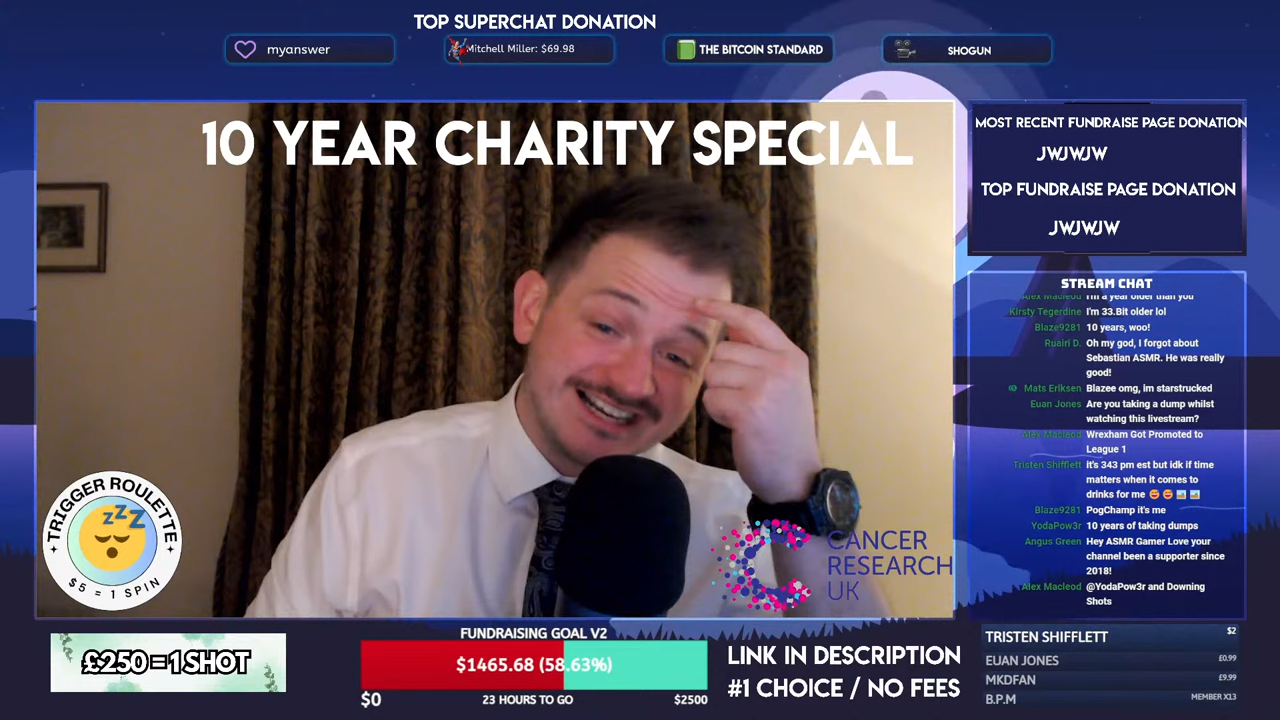 TOP SUPERCHAT DONATION
myanswer
Mitchell Miller: $69.98
THE BITCOIN STANDARD
SHOGUN
10 YEAR CHARITY SPECIAL
MOST RECENT FUNDRAISE PAGE DONATION
JWJWJW
TOP FUNDRAISE PAGE DONATION
JWJWJW
STREAM CHAT
Alex Macleod I'm a year older than you
Kirsty Tegerdine I'm 33.Bit older lol
Blaze9281 10 years, woo!
Ruairi D. Oh my god, I forgot about
Sebastian ASMR. He was really
good!
Mats Eriksen Blazee omg, im starstrucked
Euan Jones Are you taking a dump whilst
watching this livestream?
Alex Macleod Wrexham Got Promoted to
League 1
Tristen Shifflett it's 343 pm est but idk if time
matters when it comes to
drinks for me
Blaze9281 PogChamp it's me
YodaPow3r 10 years of taking dumps
Angus Green Hey ASMR Gamer Love your
channel been a supporter since
2018!
Alex Macleod @YodaPow3r and Downing
Shots
TRIGGER ROULETTE
ZZZ
$5 = 1 SPIN
CANCER
RESEARCH
UK
£250 = 1 SHOT
FUNDRAISING GOAL V2
$1465.68 (58.63%)
$0
23 HOURS TO GO
$2500
LINK IN DESCRIPTION
#1 CHOICE / NO FEES
TRISTEN SHIFFLETT $2
EUAN JONES £0.99
MKDFAN £9.99
B.P.M MEMBER X13